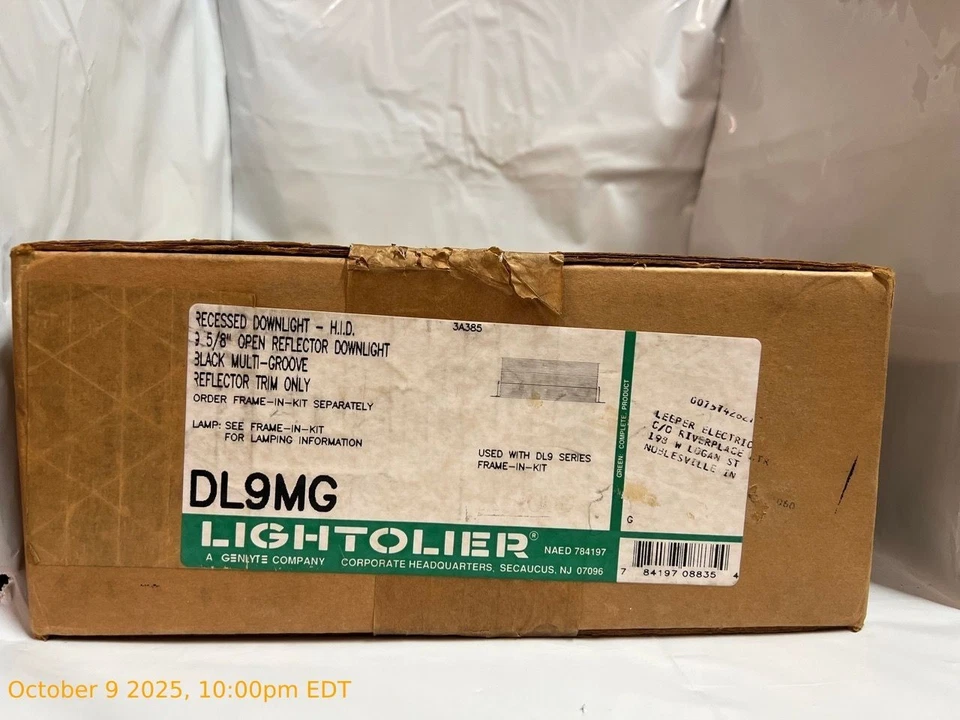 RECESSED DOWNLIGHT - H.I.D.
9 5/8" OPEN REFLECTOR DOWNLIGHT
BLACK MULTI-GROOVE
REFLECTOR TRIM ONLY
ORDER FRAME-IN-KIT SEPARATELY
LAMP: SEE FRAME-IN-KIT
FOR LAMPING INFORMATION
3A385
USED WITH DL9 SERIES
FRAME-IN-KIT
DL9MG
LIGHTOLIER®
NAED 784197
A GENLYTE COMPANY CORPORATE HEADQUARTERS, SECAUCUS, NJ 07096
GREEN: COMPLETE, PRODUCT
G
LEEPER ELECTRIC
C/O RIVERPLACE
198 W LOGAN ST
NOBLESVILLE IN
7 84197 08835 4
October 9 2025, 10:00pm EDT